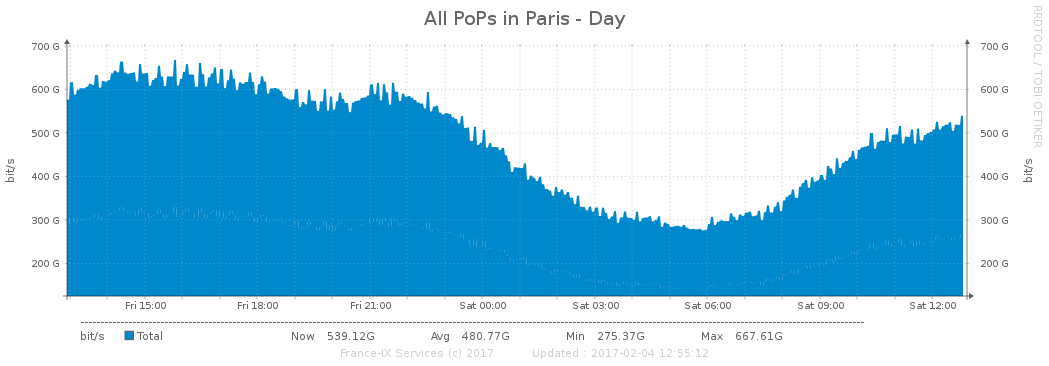 All PoPs in Paris - Day
RRDTOOL / TOBI OETIKER
bit/s
700 G
600 G
500 G
400 G
300 G
200 G
700 G
600 G
500 G
400 G
300 G
200 G
bit/s
Fri 15:00 Fri 18:00 Fri 21:00 Sat 00:00 Sat 03:00 Sat 06:00 Sat 09:00 Sat 12:00
bit/s Total Now 539.12G Avg 480.77G Min 275.37G Max 667.61G
France-IX Services (c) 2017 Updated : 2017-02-04 12:55:12